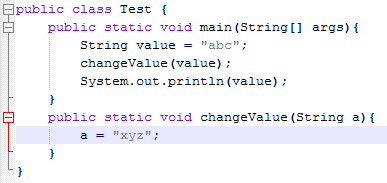 public class Test {
    public static void main(String[] args){
        String value = "abc";
        changeValue(value);
        System.out.println(value);
    }
    public static void changeValue(String a){
        a = "xyz";
    }
}